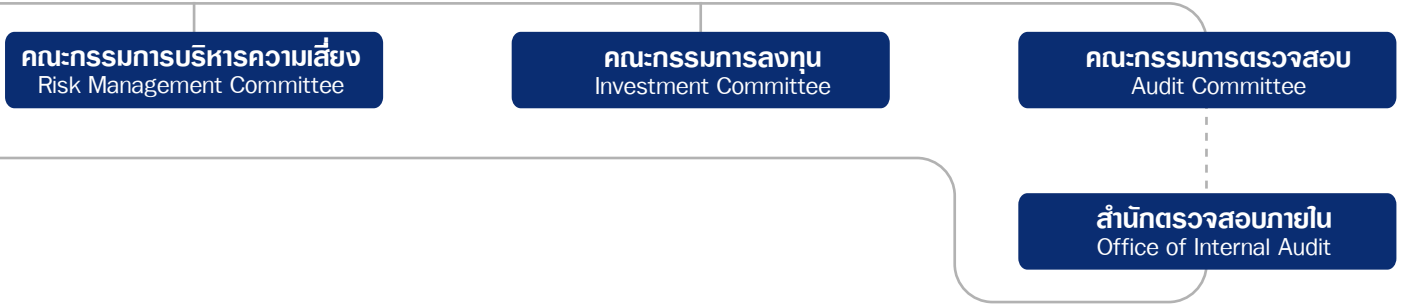 คณะกรรมการบริหารความเสี่ยง
Risk Management Committee
คณะกรรมการลงทุน
Investment Committee
คณะกรรมการตรวจสอบ
Audit Committee
สำนักตรวจสอบภายใน
Office of Internal Audit